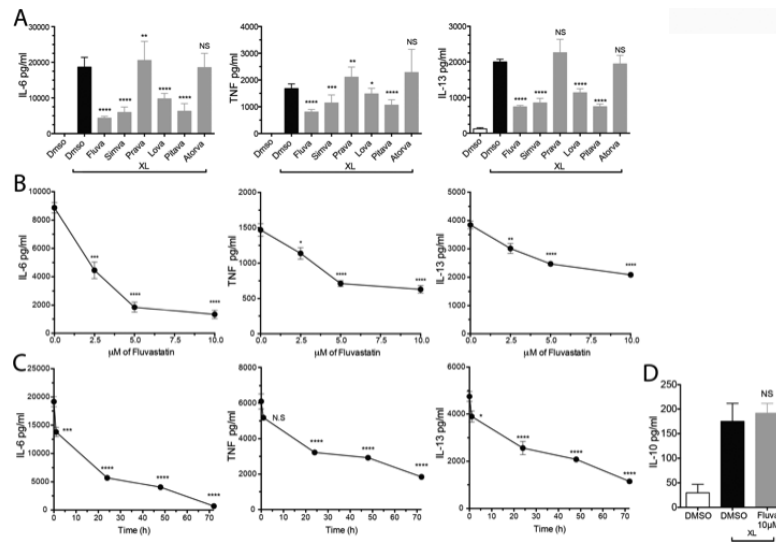 A
IL-6 pg/ml
30000
20000
10000
0
**
NS
****
****
****
****
Dmso
Dmso
Fluva
Simva
Prava
Lova
Pitava
Atorva
XL
TNF pg/ml
4000
3000
2000
1000
0
NS
**
***
*
****
****
Dmso
Dmso
Fluva
Simva
Prava
Lova
Pitava
Atorva
XL
IL-13 pg/ml
3000
2500
2000
1500
1000
500
0
NS
NS
****
****
****
****
Dmso
Dmso
Fluva
Simva
Prava
Lova
Pitava
Atorva
XL
B
IL-6 pg/ml
10000
8000
6000
4000
2000
0
***
****
****
0.0
2.5
5.0
7.5
10.0
μM of Fluvastatin
TNF pg/ml
2000
1500
1000
500
0
*
****
****
0.0
2.5
5.0
7.5
10.0
μM of Fluvastatin
IL-13 pg/ml
5000
4000
3000
2000
**
****
****
0.0
2.5
5.0
7.5
10.0
μM of Fluvastatin
C
IL-6 pg/ml
25000
20000
15000
10000
5000
0
***
****
****
****
0
20
40
60
80
Time (h)
TNF pg/ml
8000
6000
4000
2000
0
N.S
****
****
****
0
10
20
30
40
50
60
70
Time (h)
IL-13 pg/ml
6000
4000
2000
0
*
****
****
****
0
10
20
30
40
50
60
70
Time (h)
D
IL-10 pg/ml
250
200
150
100
50
0
NS
DMSO
DMSO
Fluva
10μM
XL